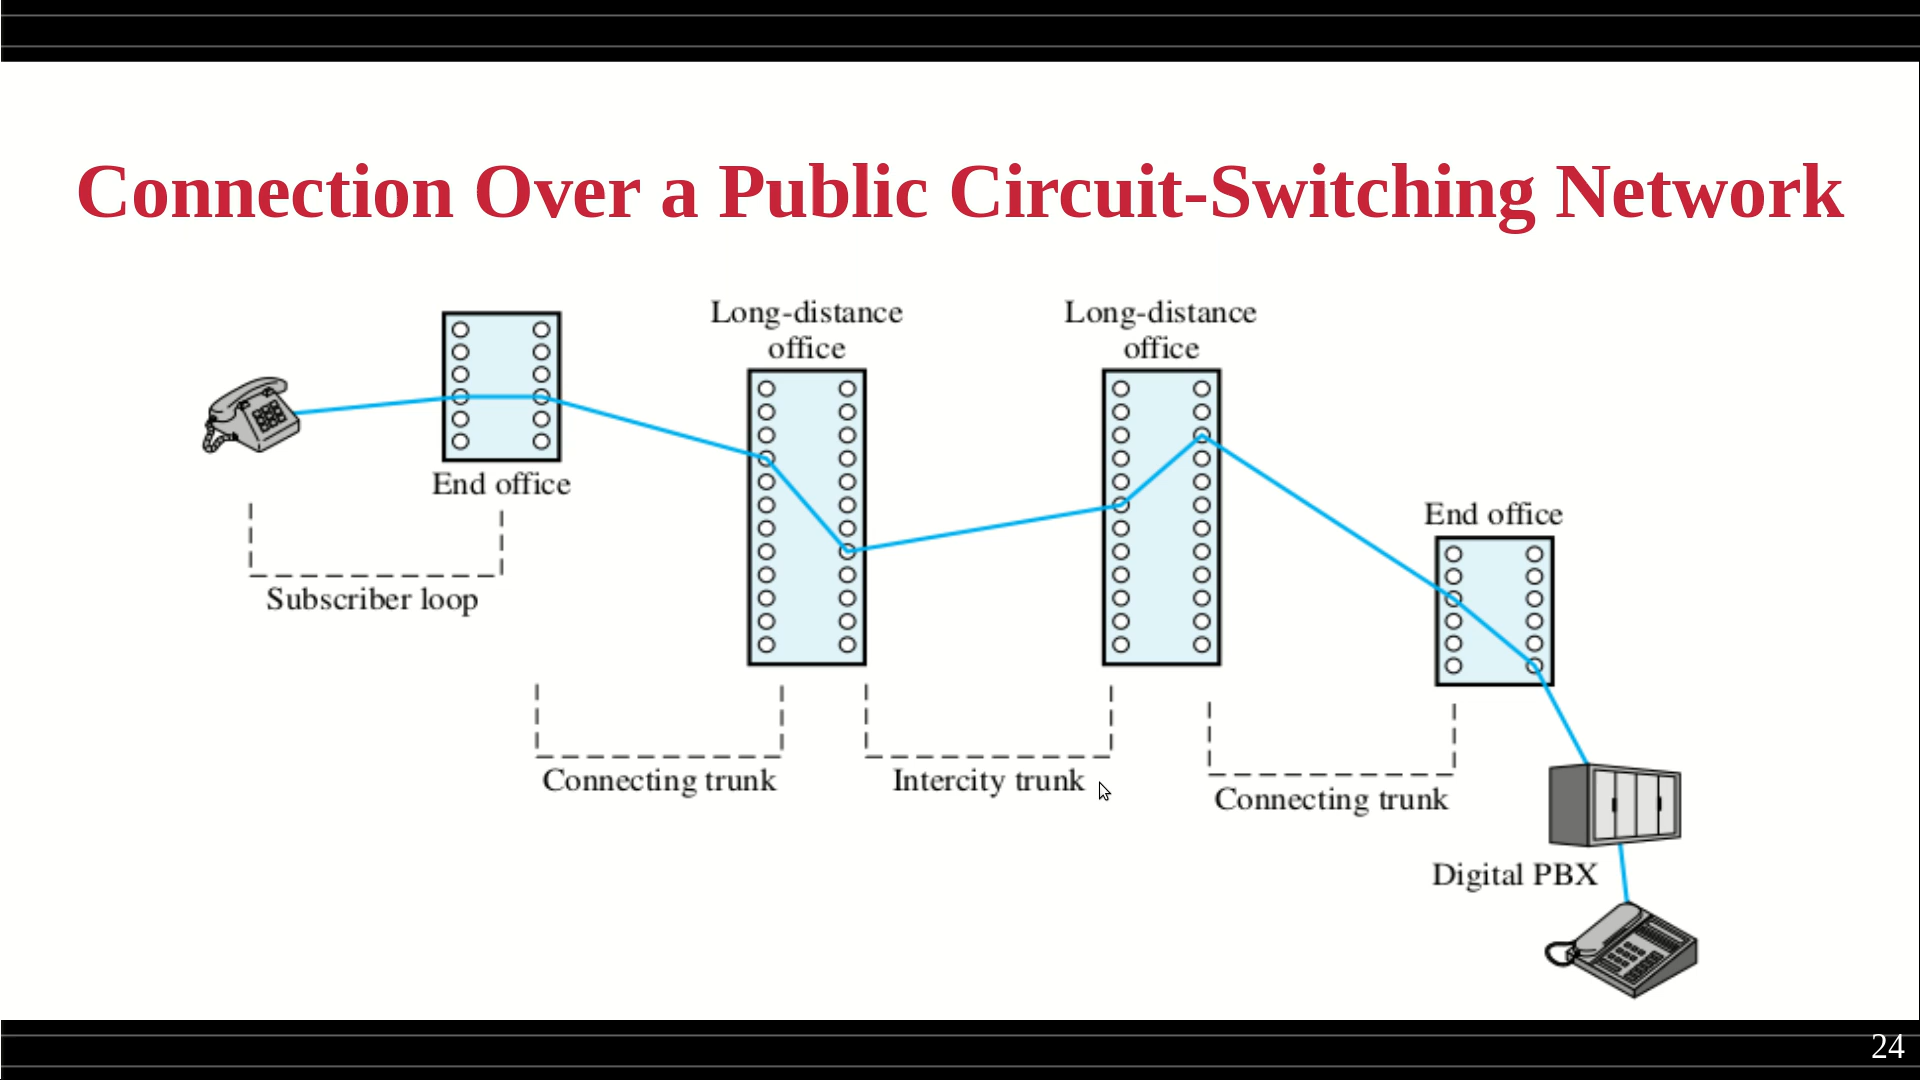 Connection Over a Public Circuit-Switching Network
Long-distance
office
Long-distance
office
End office
End office
Subscriber loop
Connecting trunk
Intercity trunk
Connecting trunk
Digital PBX
24